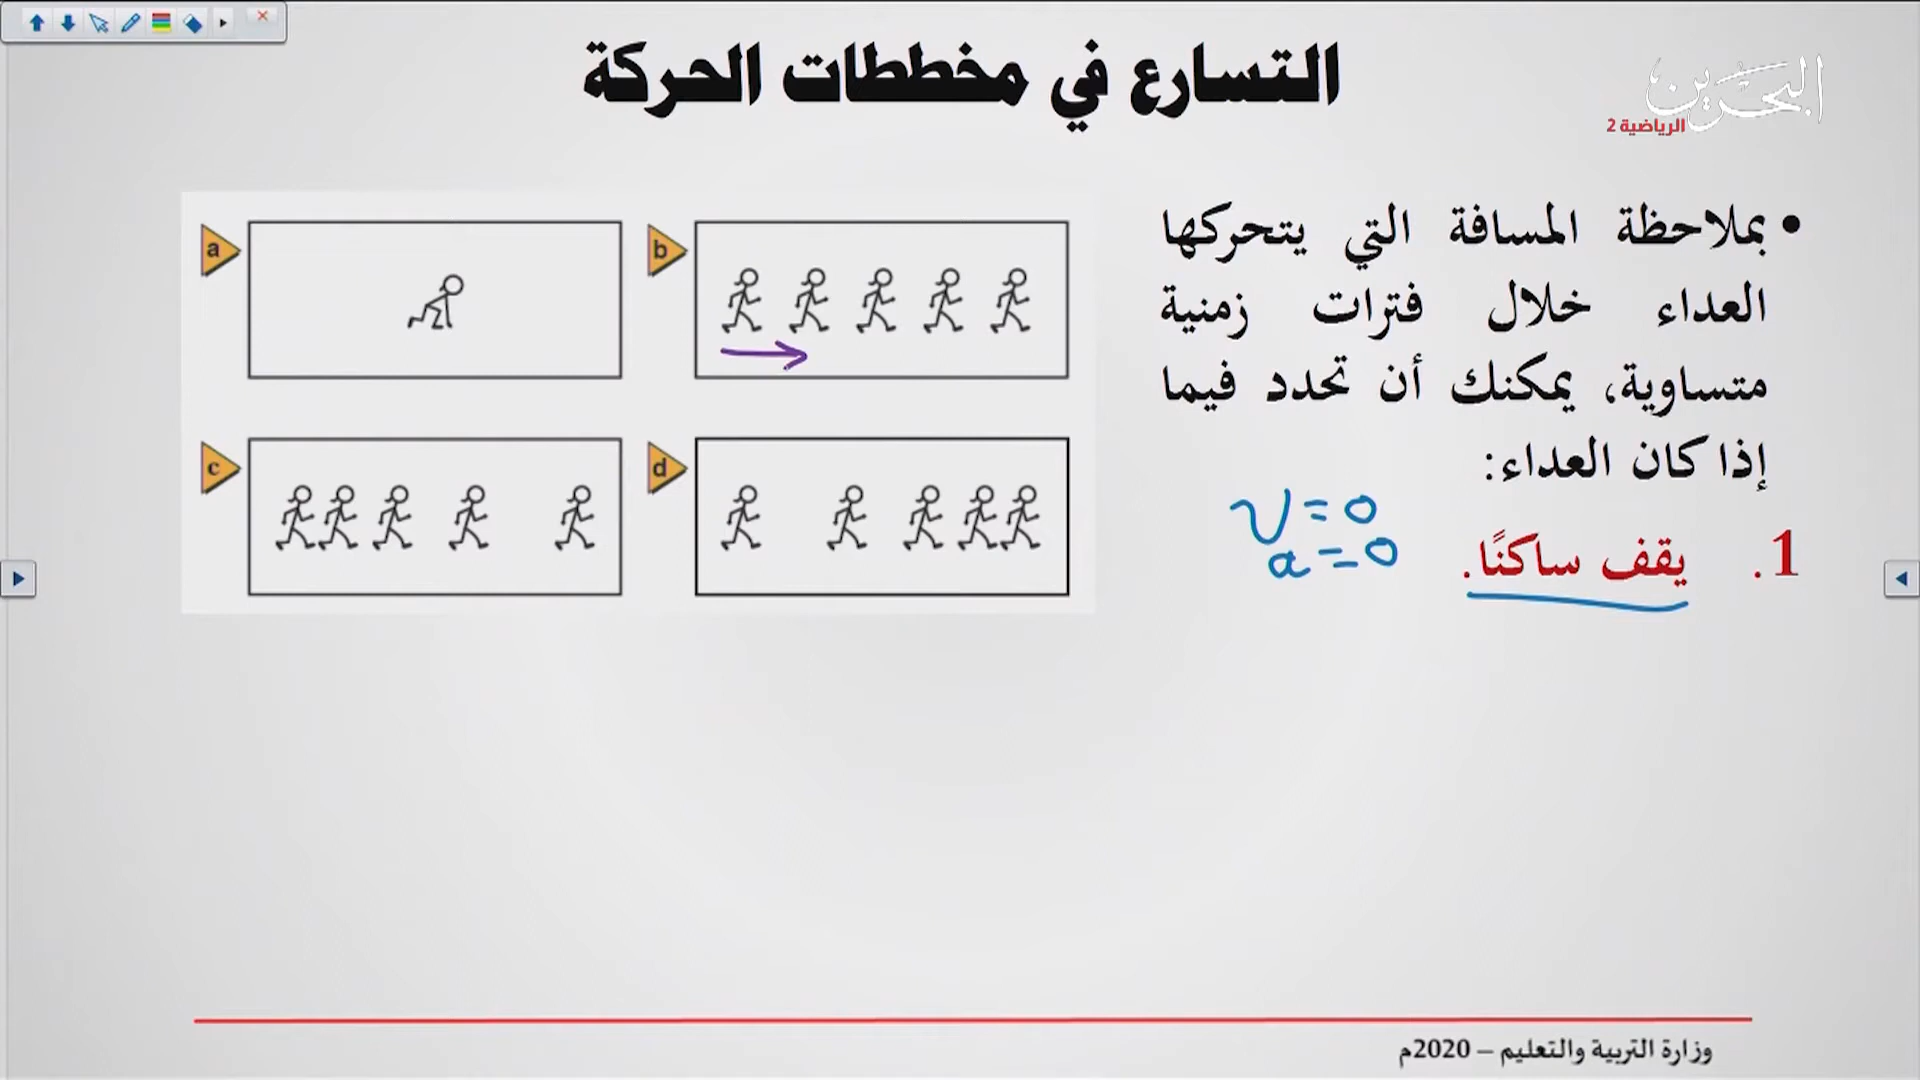 التسارع في مخططات الحركة
البحرين
الرياضية 2
• بملاحظة المسافة التي يتحركها
العداء خلال فترات زمنية
متساوية، يمكنك أن تحدد فيما
إذا كان العداء:
1. يقف ساكنًا.
v = 0
a = 0
a
b
c
d
وزارة التربية والتعليم – 2020م